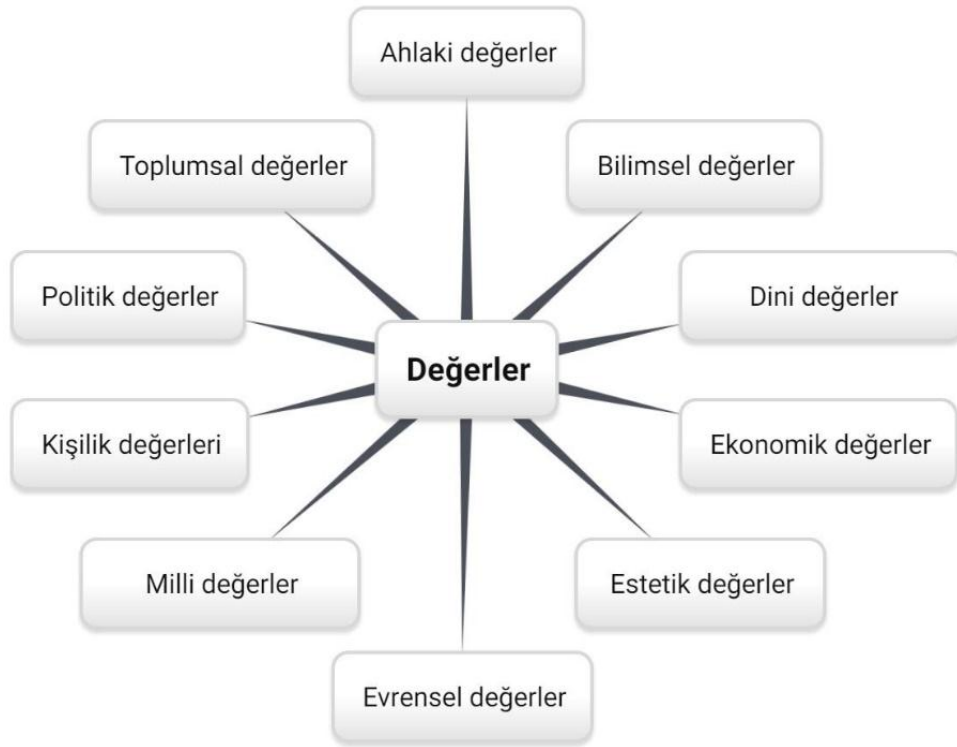 Ahlaki değerler
Toplumsal değerler
Bilimsel değerler
Politik değerler
Dini değerler
Değerler
Kişilik değerleri
Ekonomik değerler
Milli değerler
Estetik değerler
Evrensel değerler